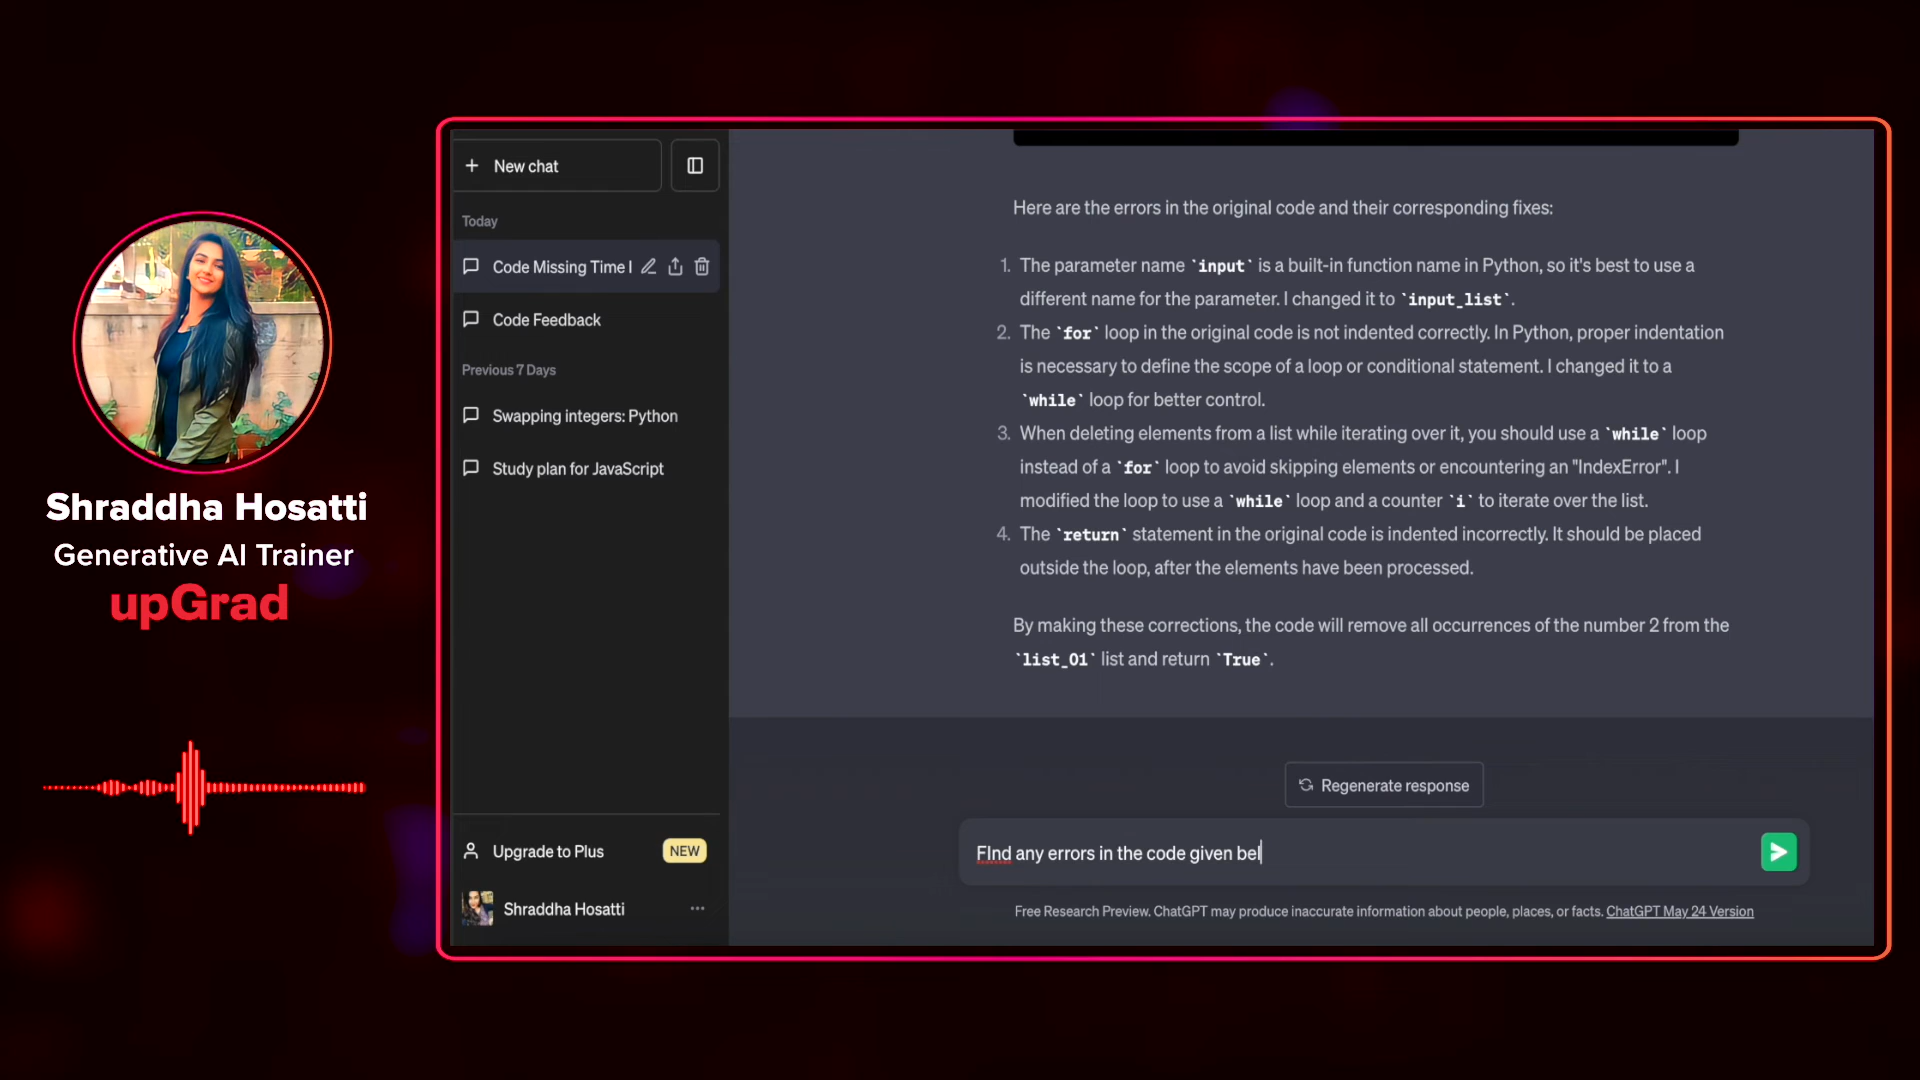 Shraddha Hosatti
Generative AI Trainer
upGrad
New chat
Today
Code Missing Time I
Code Feedback
Previous 7 Days
Swapping integers: Python
Study plan for JavaScript
Upgrade to Plus NEW
Shraddha Hosatti
Here are the errors in the original code and their corresponding fixes:
1. The parameter name `input` is a built-in function name in Python, so it's best to use a
different name for the parameter. I changed it to `input_list`.
2. The `for` loop in the original code is not indented correctly. In Python, proper indentation
is necessary to define the scope of a loop or conditional statement. I changed it to a
`while` loop for better control.
3. When deleting elements from a list while iterating over it, you should use a `while` loop
instead of a `for` loop to avoid skipping elements or encountering an "IndexError". I
modified the loop to use a `while` loop and a counter `i` to iterate over the list.
4. The `return` statement in the original code is indented incorrectly. It should be placed
outside the loop, after the elements have been processed.
By making these corrections, the code will remove all occurrences of the number 2 from the
`list_01` list and return `True`.
Regenerate response
FInd any errors in the code given bel
Free Research Preview. ChatGPT may produce inaccurate information about people, places, or facts. ChatGPT May 24 Version